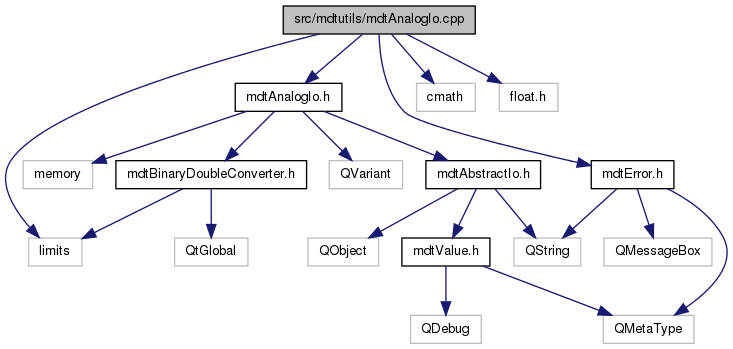 src/mdtutils/mdtAnalogIo.cpp
mdtAnalogIo.h
cmath
float.h
memory
mdtBinaryDoubleConverter.h
QVariant
mdtAbstractIo.h
mdtError.h
limits
QtGlobal
QObject
mdtValue.h
QString
QMessageBox
QDebug
QMetaType